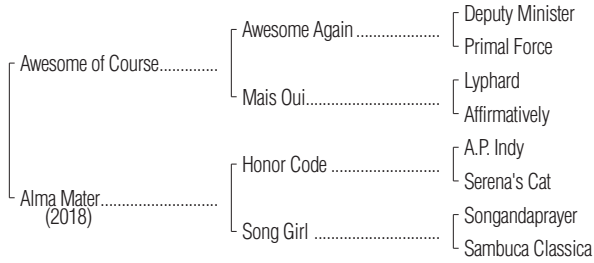 Deputy Minister
Awesome Again ..................
Primal Force
Awesome of Course..............
Lyphard
Mais Oui.............................
Affirmatively
A.P. Indy
Honor Code .......................
Serena's Cat
Alma Mater.........................
(2018)
Songandaprayer
Song Girl ...........................
Sambuca Classica